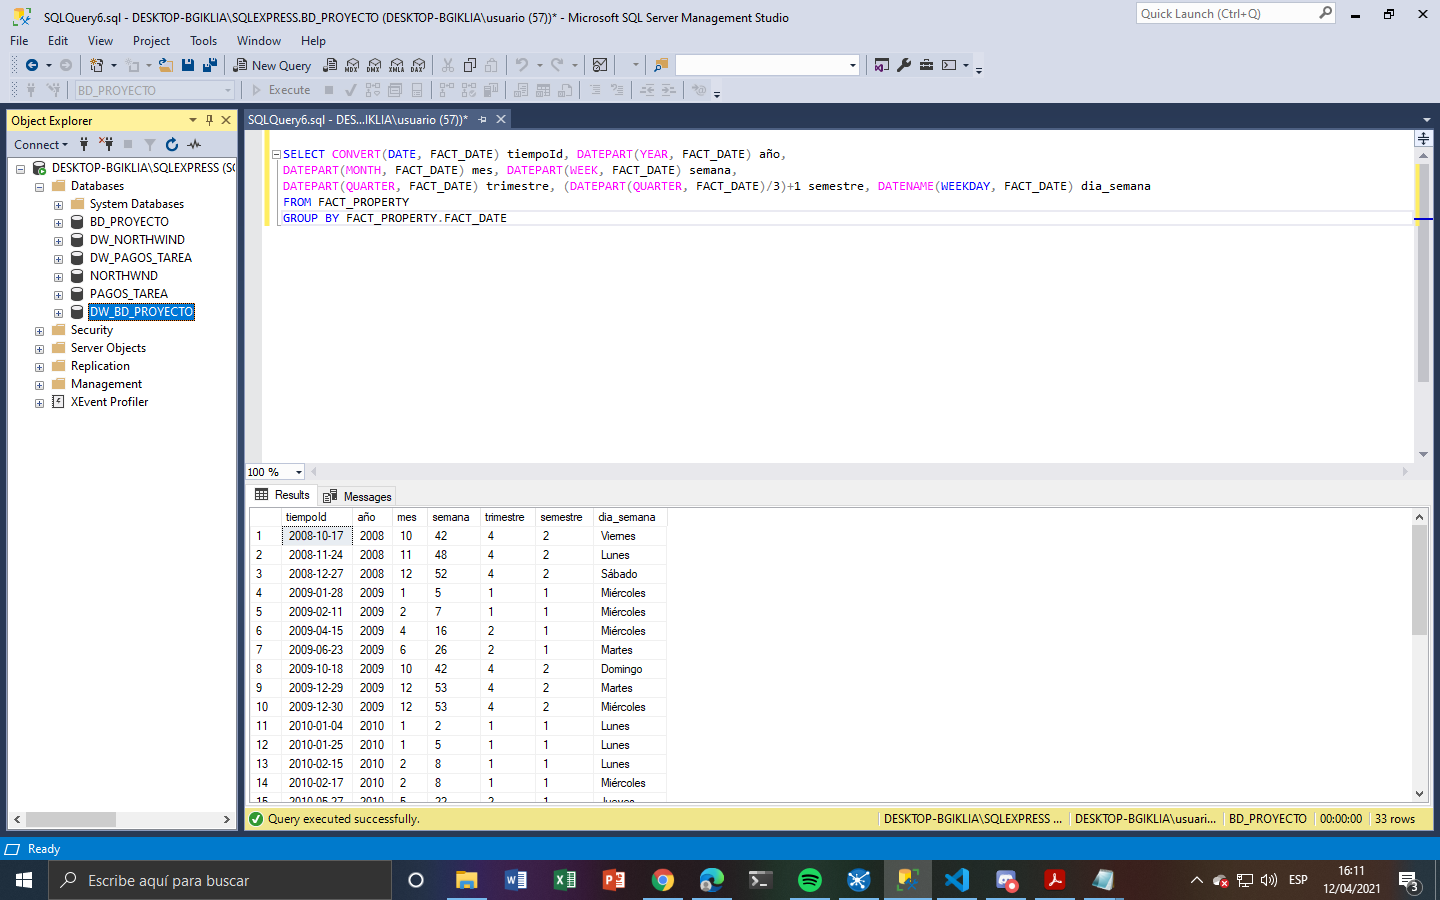 SQLQuery6.sql - DESKTOP-BGIKLIA\SQLEXPRESS.BD_PROYECTO (DESKTOP-BGIKLIA\usuario (57))* - Microsoft SQL Server Management Studio
Quick Launch (Ctrl+Q)
File Edit View Project Tools Window Help
New Query MDX DMX XMLA DAX
BD_PROYECTO Execute
Object Explorer
SQLQuery6.sql - DES...IKLIA\usuario (57))*
Connect
DESKTOP-BGIKLIA\SQLEXPRESS (SQ
Databases
System Databases
BD_PROYECTO
DW_NORTHWIND
DW_PAGOS_TAREA
NORTHWND
PAGOS_TAREA
DW_BD_PROYECTO
Security
Server Objects
Replication
Management
XEvent Profiler
SELECT CONVERT(DATE, FACT_DATE) tiempoId, DATEPART(YEAR, FACT_DATE) año,
DATEPART(MONTH, FACT_DATE) mes, DATEPART(WEEK, FACT_DATE) semana,
DATEPART(QUARTER, FACT_DATE) trimestre, (DATEPART(QUARTER, FACT_DATE)/3)+1 semestre, DATENAME(WEEKDAY, FACT_DATE) dia_semana
FROM FACT_PROPERTY
GROUP BY FACT_PROPERTY.FACT_DATE
100 %
Results Messages
tiempoId año mes semana trimestre semestre dia_semana
1 2008-10-17 2008 10 42 4 2 Viernes
2 2008-11-24 2008 11 48 4 2 Lunes
3 2008-12-27 2008 12 52 4 2 Sábado
4 2009-01-28 2009 1 5 1 1 Miércoles
5 2009-02-11 2009 2 7 1 1 Miércoles
6 2009-04-15 2009 4 16 2 1 Miércoles
7 2009-06-23 2009 6 26 2 1 Martes
8 2009-10-18 2009 10 42 4 2 Domingo
9 2009-12-29 2009 12 53 4 2 Martes
10 2009-12-30 2009 12 53 4 2 Miércoles
11 2010-01-04 2010 1 2 1 1 Lunes
12 2010-01-25 2010 1 5 1 1 Lunes
13 2010-02-15 2010 2 8 1 1 Lunes
14 2010-02-17 2010 2 8 1 1 Miércoles
15 2010-05-27 2010 5 22 2 1 Jueves
Query executed successfully. DESKTOP-BGIKLIA\SQLEXPRESS ... DESKTOP-BGIKLIA\usuari... BD_PROYECTO 00:00:00 33 rows
Ready
Escribe aquí para buscar
ESP
16:11
12/04/2021
3